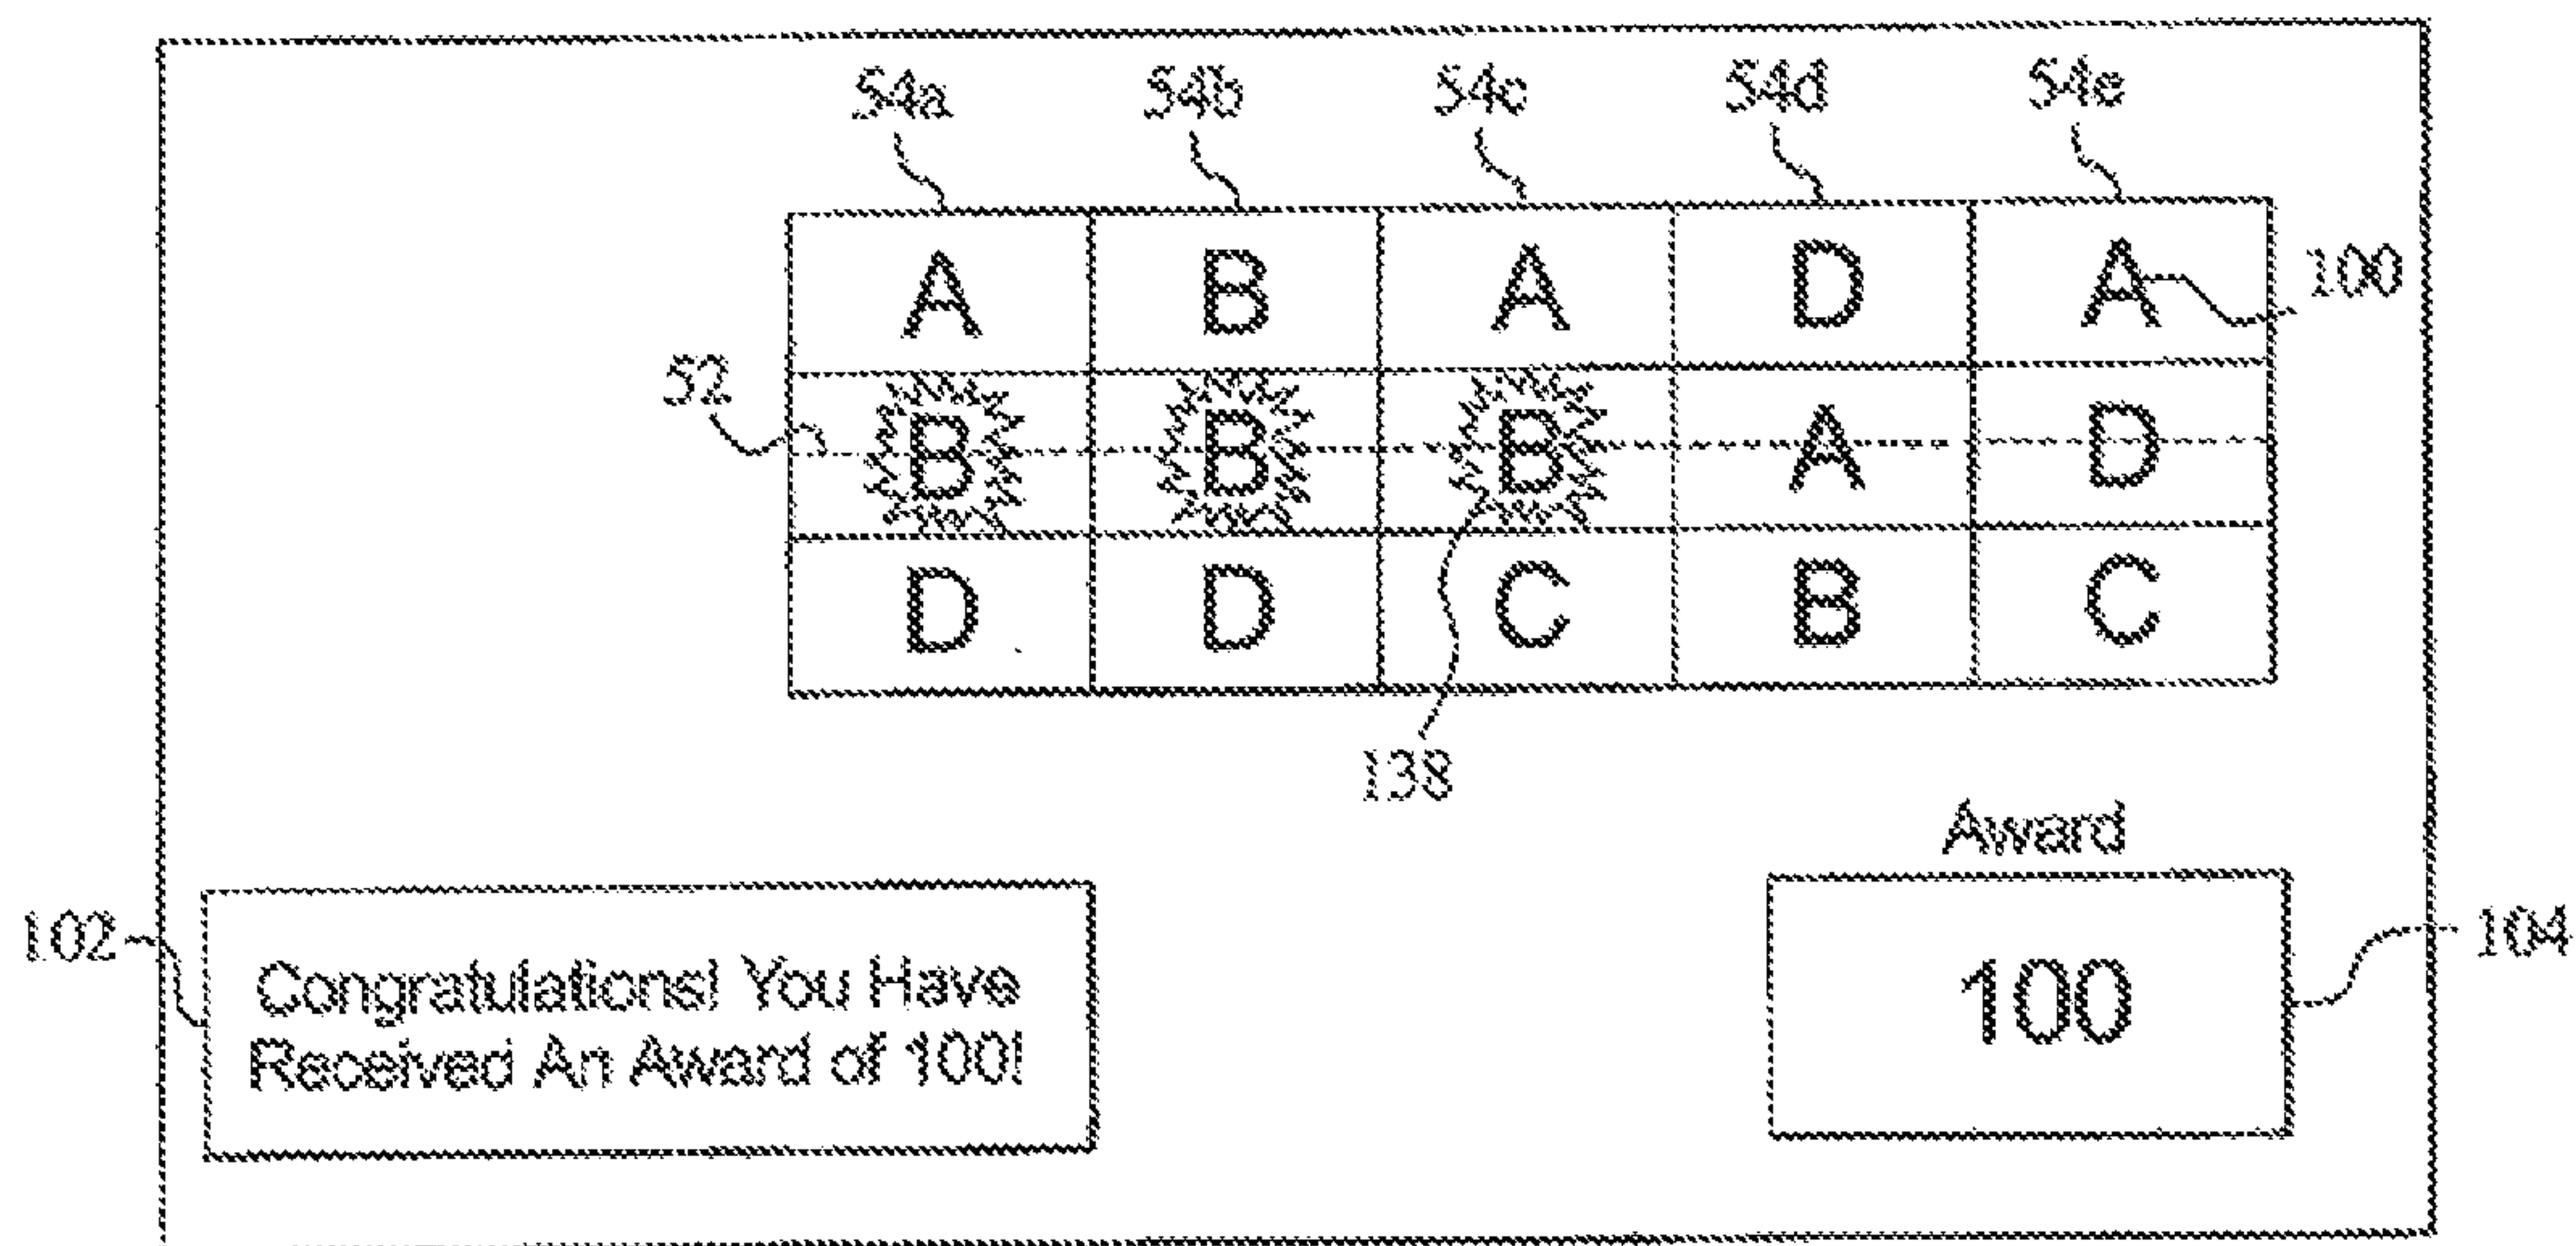 54a 54b 54c 54d 54e
A B A D A 100
52
B B B A D
D D C B C
138
Award
102
104
Congratulations! You Have
100
Received An Award of 100!